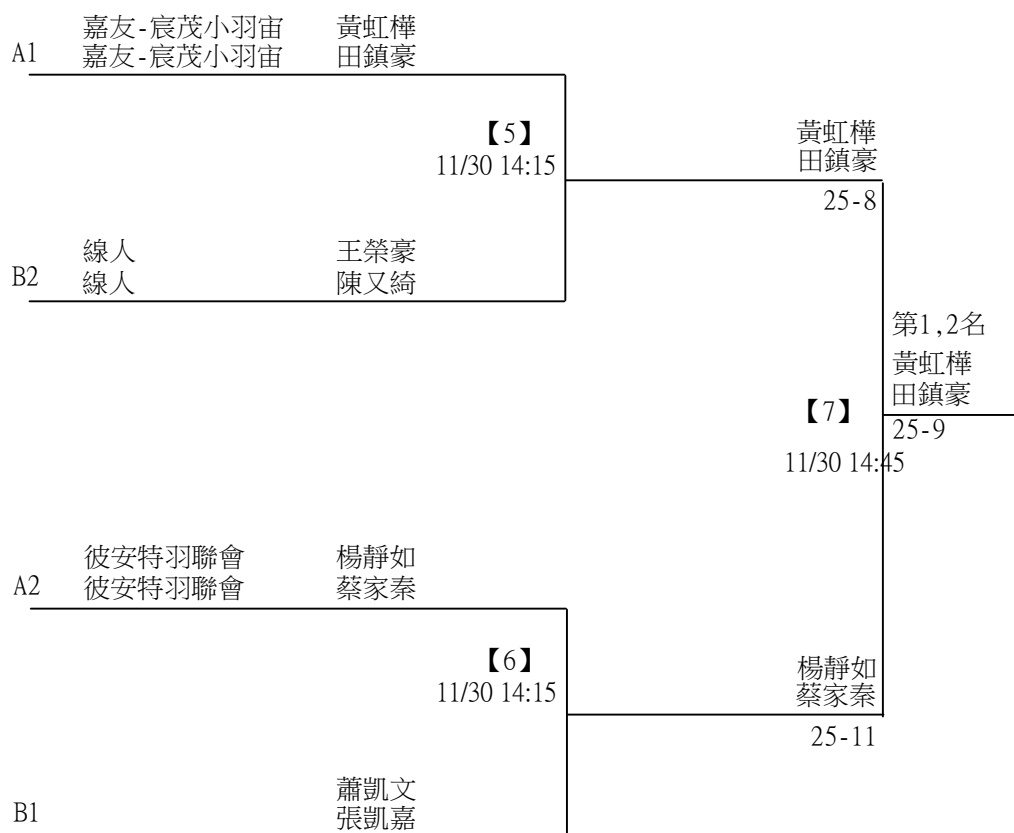 嘉友-宸茂小羽宙 黃虹樺
A1 嘉友-宸茂小羽宙 田鎮豪
【5】
11/30 14:15
黃虹樺
田鎮豪
25-8
線人 王榮豪
B2 線人 陳又綺
第1,2名
黃虹樺
田鎮豪
【7】
25-9
11/30 14:45
彼安特羽聯會 楊靜如
A2 彼安特羽聯會 蔡家秦
【6】
11/30 14:15
楊靜如
蔡家秦
25-11
蕭凱文
B1 張凱嘉